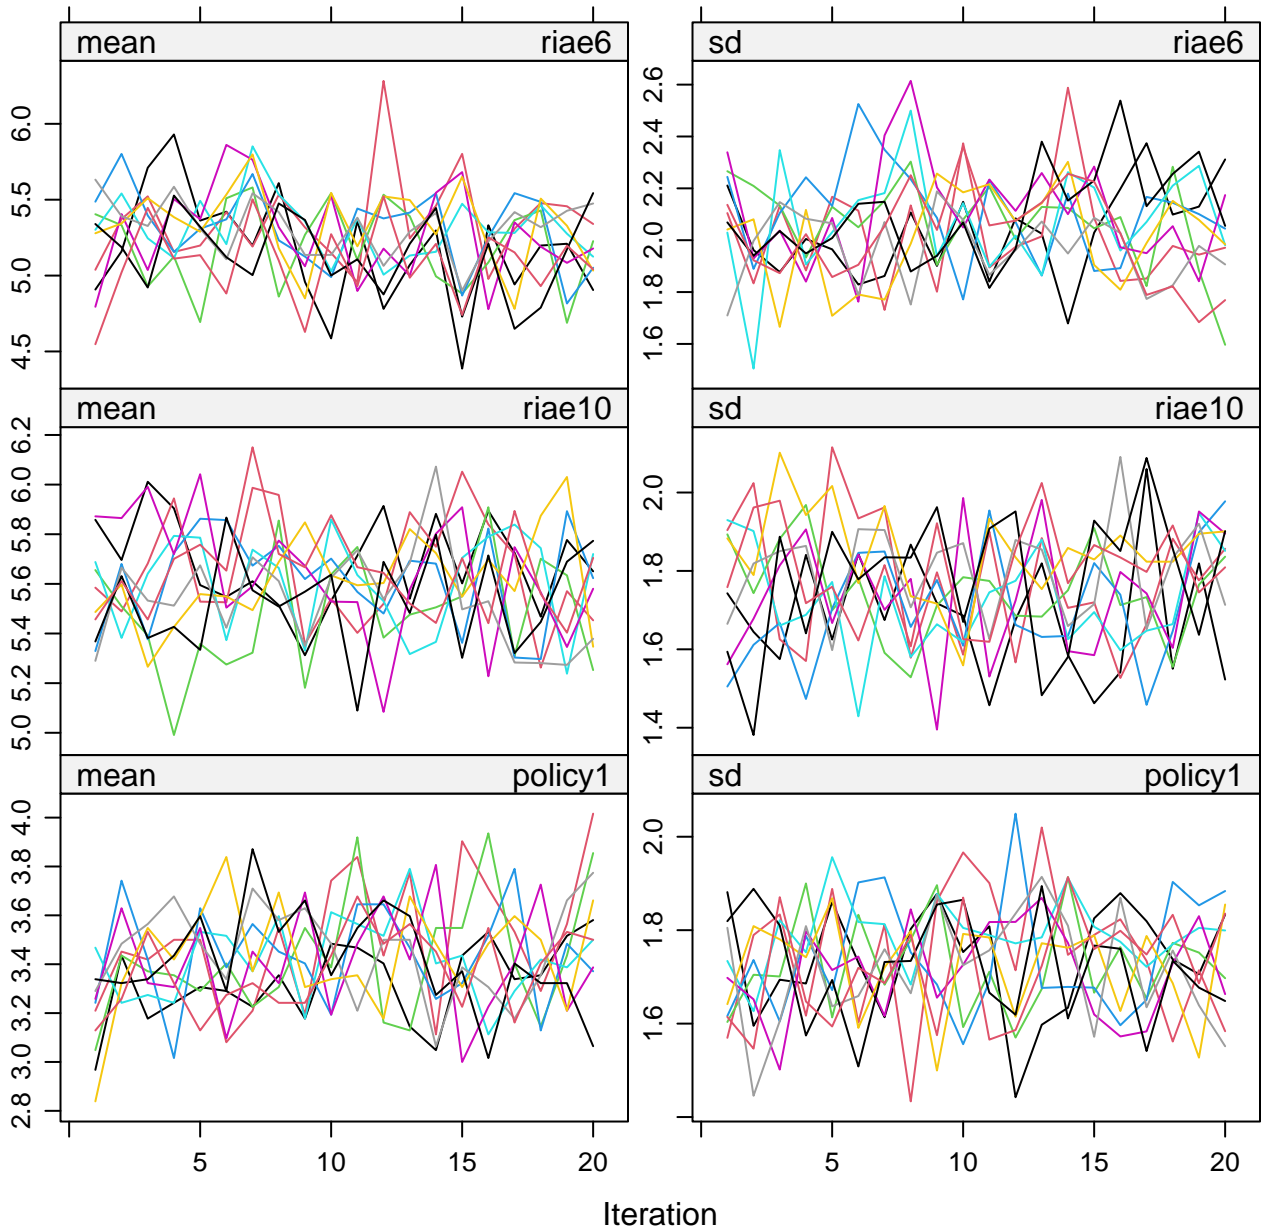 mean riae6
sd riae6
4.5 5.0 5.5 6.0
1.6 1.8 2.0 2.2 2.4 2.6
mean riae10
sd riae10
5.0 5.2 5.4 5.6 5.8 6.0 6.2
1.4 1.6 1.8 2.0
mean policy1
sd policy1
2.8 3.0 3.2 3.4 3.6 3.8 4.0
1.6 1.8 2.0
5 10 15 20
5 10 15 20
Iteration